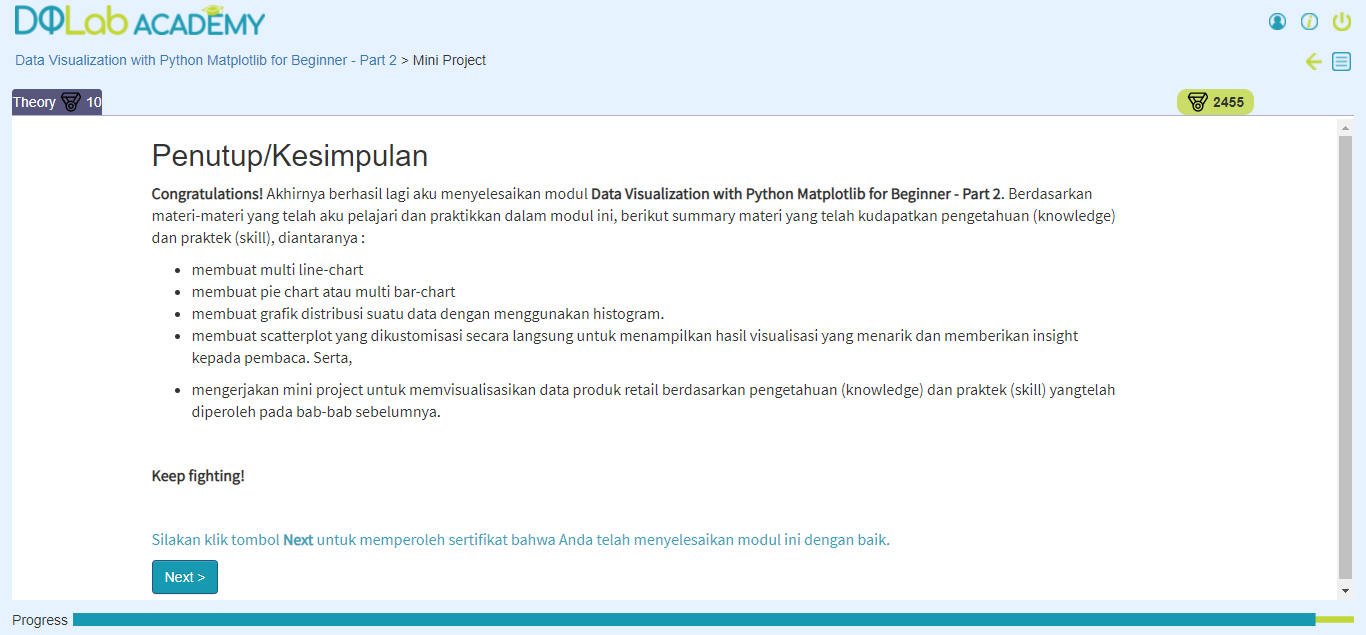 DQLab ACADEMY
Data Visualization with Python Matplotlib for Beginner - Part 2 > Mini Project
Theory 10
2455
Penutup/Kesimpulan
Congratulations! Akhirnya berhasil lagi aku menyelesaikan modul Data Visualization with Python Matplotlib for Beginner - Part 2. Berdasarkan
materi-materi yang telah aku pelajari dan praktikkan dalam modul ini, berikut summary materi yang telah kudapatkan pengetahuan (knowledge)
dan praktek (skill), diantaranya :
• membuat multi line-chart
• membuat pie chart atau multi bar-chart
• membuat grafik distribusi suatu data dengan menggunakan histogram.
• membuat scatterplot yang dikustomisasi secara langsung untuk menampilkan hasil visualisasi yang menarik dan memberikan insight
kepada pembaca. Serta,
• mengerjakan mini project untuk memvisualisasikan data produk retail berdasarkan pengetahuan (knowledge) dan praktek (skill) yangtelah
diperoleh pada bab-bab sebelumnya.
Keep fighting!
Silakan klik tombol Next untuk memperoleh sertifikat bahwa Anda telah menyelesaikan modul ini dengan baik.
Next >
Progress